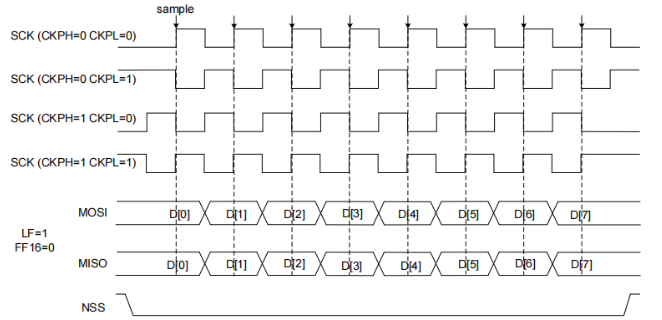 sample
SCK (CKPH=0 CKPL=0)
SCK (CKPH=0 CKPL=1)
SCK (CKPH=1 CKPL=0)
SCK (CKPH=1 CKPL=1)
MOSI D[0] D[1] D[2] D[3] D[4] D[5] D[6] D[7]
LF=1
FF16=0
MISO D[0] D[1] D[2] D[3] D[4] D[5] D[6] D[7]
NSS